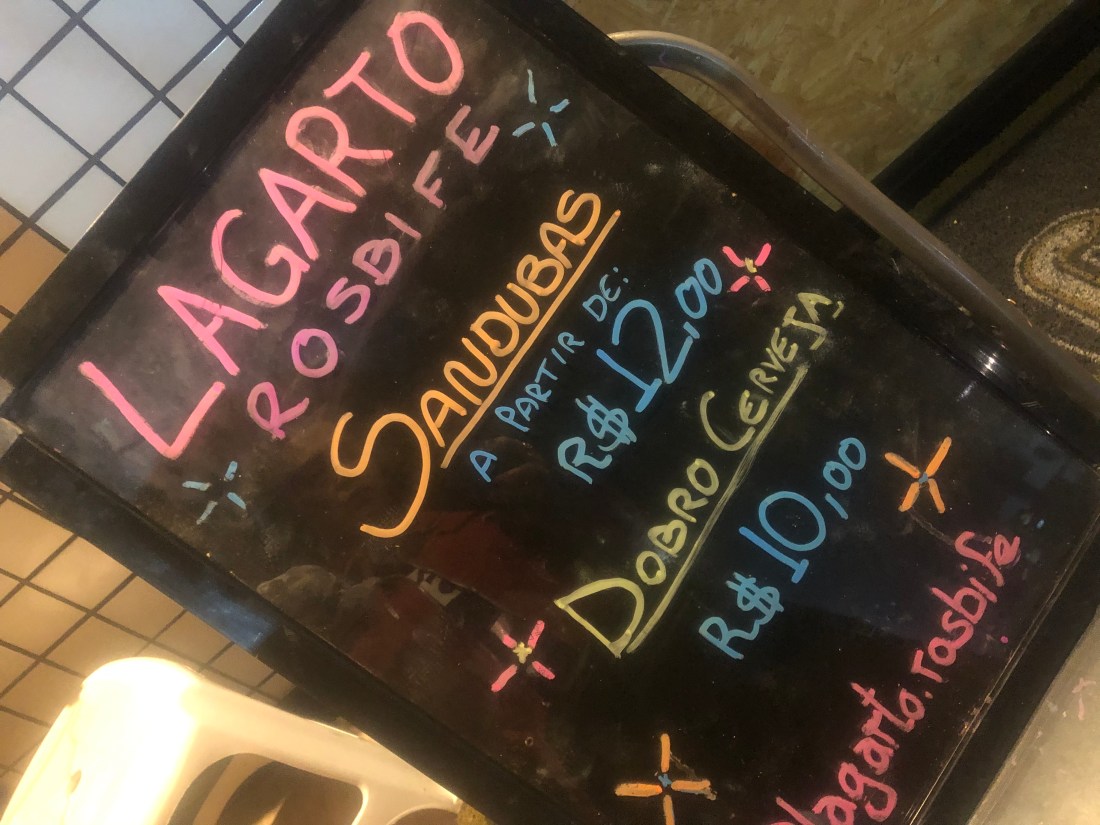 LAGARTO
ROSBIFE
SANDUBAS
A PARTIR DE:
R$12,00
DOBRO CERVEJA
R$10,00
lagarto.rosbife